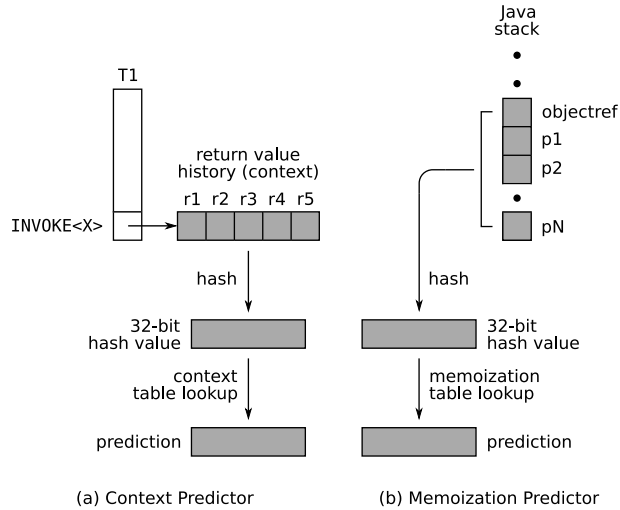 T1
return value
history (context)
r1 r2 r3 r4 r5
INVOKE<X>
hash
32-bit
hash value
context
table lookup
prediction
(a) Context Predictor
Java
stack
objectref
p1
p2
pN
hash
32-bit
hash value
memoization
table lookup
prediction
(b) Memoization Predictor